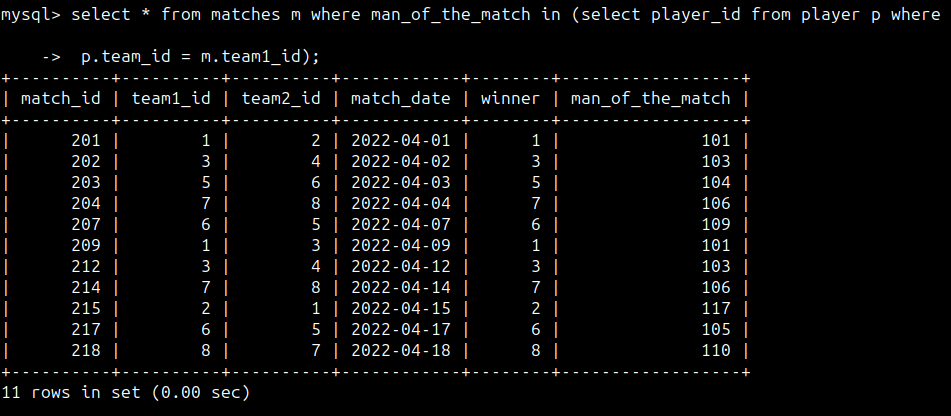 mysql> select * from matches m where man_of_the_match in (select player_id from player p where
    ->  p.team_id = m.team1_id);
+----------+----------+----------+------------+--------+------------------+
| match_id | team1_id | team2_id | match_date | winner | man_of_the_match |
+----------+----------+----------+------------+--------+------------------+
|      201 |        1 |        2 | 2022-04-01 |      1 |              101 |
|      202 |        3 |        4 | 2022-04-02 |      3 |              103 |
|      203 |        5 |        6 | 2022-04-03 |      5 |              104 |
|      204 |        7 |        8 | 2022-04-04 |      7 |              106 |
|      207 |        6 |        5 | 2022-04-07 |      6 |              109 |
|      209 |        1 |        3 | 2022-04-09 |      1 |              101 |
|      212 |        3 |        4 | 2022-04-12 |      3 |              103 |
|      214 |        7 |        8 | 2022-04-14 |      7 |              106 |
|      215 |        2 |        1 | 2022-04-15 |      2 |              117 |
|      217 |        6 |        5 | 2022-04-17 |      6 |              105 |
|      218 |        8 |        7 | 2022-04-18 |      8 |              110 |
+----------+----------+----------+------------+--------+------------------+
11 rows in set (0.00 sec)